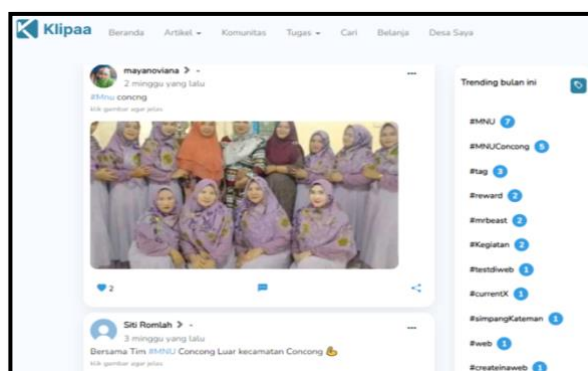 Klipaa
Beranda Artikel Komunitas Tugas Cari Belanja Desa Saya
mayanoviana > -
2 minggu yang lalu
#Mnu concng
klik gambar agar jelas
2
Siti Romlah > -
3 minggu yang lalu
Bersama Tim #MNU Concong Luar kecamatan Concong 💪
klik gambar agar jelas
Trending bulan ini
#MNU 7
#MNUConcong 5
#tag 3
#reward 2
#mrbeast 2
#Kegiatan 2
#testdiweb 1
#currentX 1
#simpangKateman 1
#web 1
#createinaweb 1